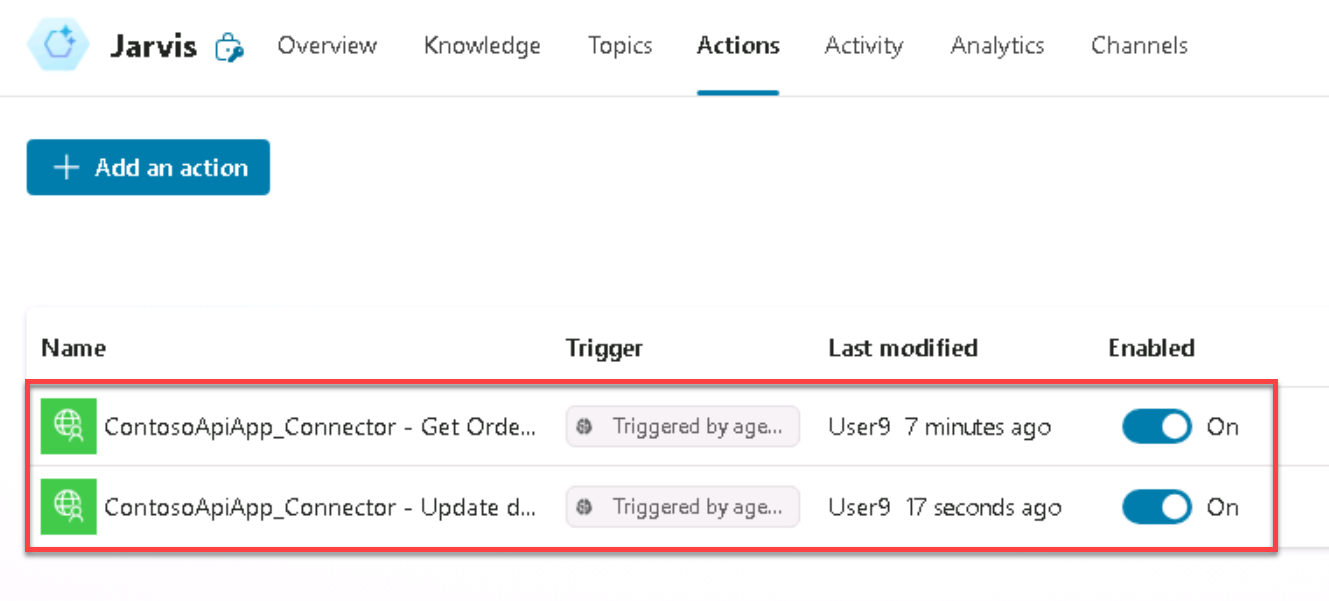 Jarvis Overview Knowledge Topics Actions Activity Analytics Channels
Add an action
Name Trigger Last modified Enabled
ContosoApiApp_Connector - Get Orde... Triggered by age... User9 7 minutes ago On
ContosoApiApp_Connector - Update d... Triggered by age... User9 17 seconds ago On